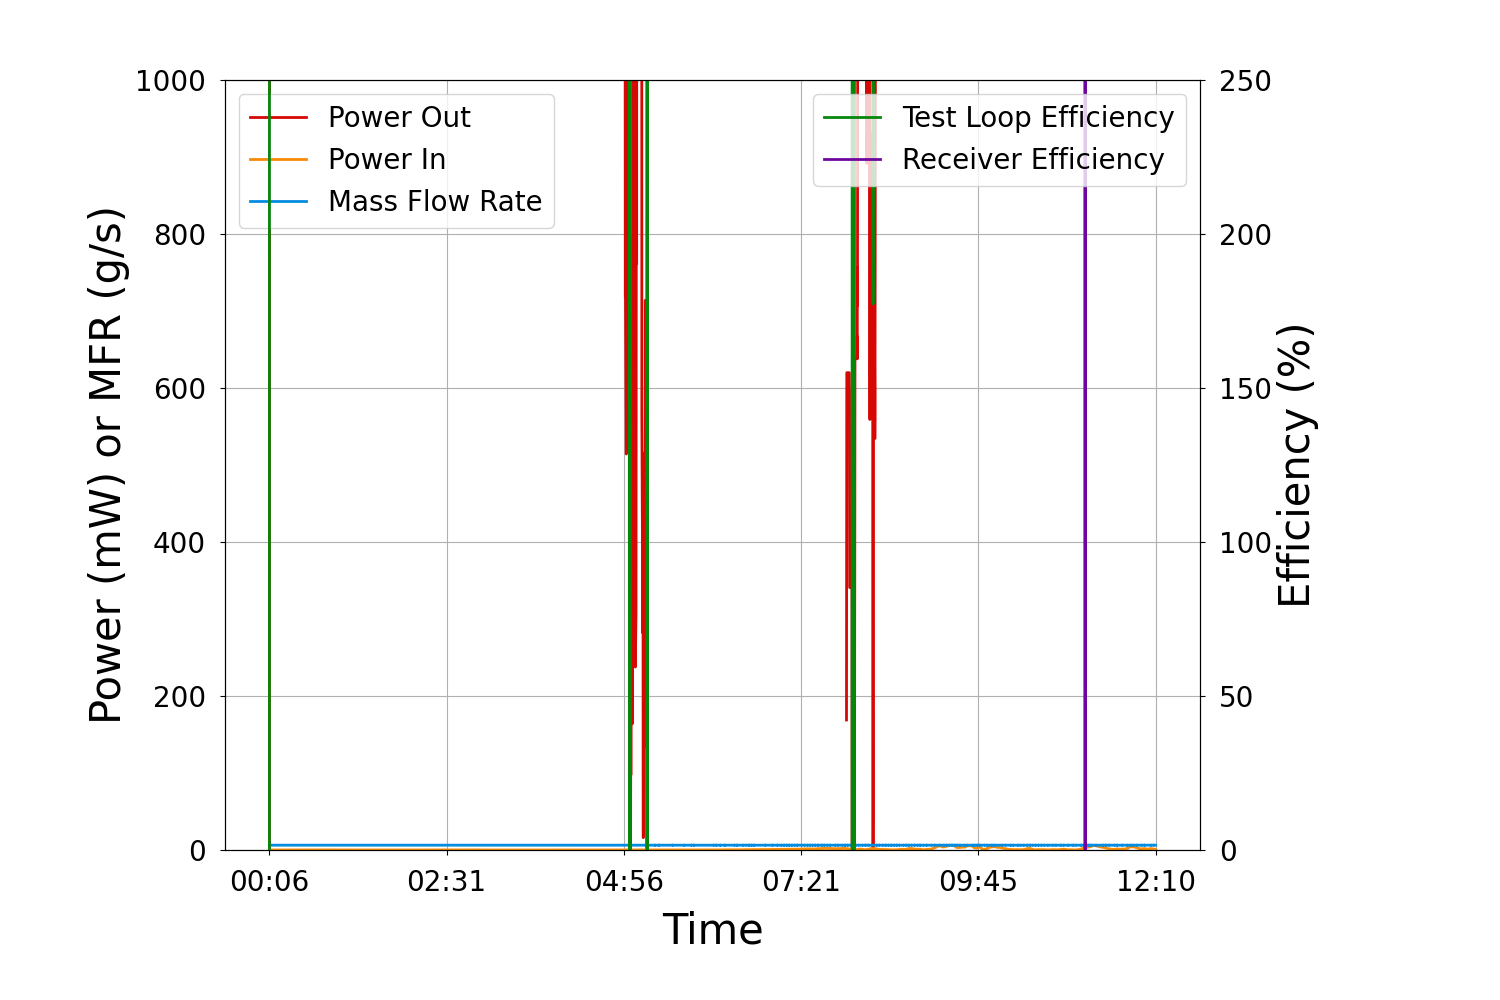 1000
800
600
400
200
0
Power (mW) or MFR (g/s)
Power Out
Power In
Mass Flow Rate
Test Loop Efficiency
Receiver Efficiency
250
200
150
100
50
0
Efficiency (%)
00:06 02:31 04:56 07:21 09:45 12:10
Time